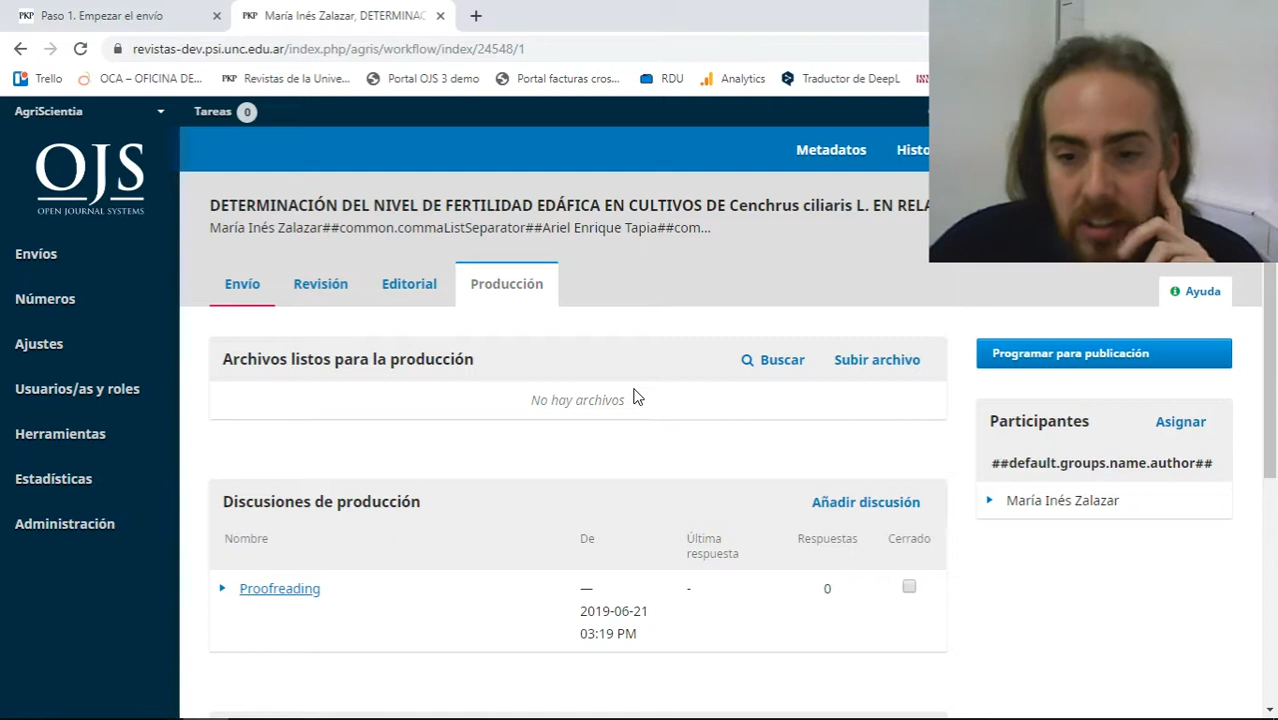 PKP Paso 1. Empezar el envío
PKP María Inés Zalazar, DETERMINAC
revistas-dev.psi.unc.edu.ar/index.php/agris/workflow/index/24548/1
Trello OCA – OFICINA DE... PKP Revistas de la Unive... Portal OJS 3 demo Portal facturas cros... RDU Analytics Traductor de DeepL
AgriScientia Tareas 0
OJS
OPEN JOURNAL SYSTEMS
Metadatos Histo
DETERMINACIÓN DEL NIVEL DE FERTILIDAD EDÁFICA EN CULTIVOS DE Cenchrus ciliaris L. EN RELA
María Inés Zalazar##common.commaListSeparator##Ariel Enrique Tapia##com...
Envíos
Números
Ajustes
Usuarios/as y roles
Herramientas
Estadísticas
Administración
Envío Revisión Editorial Producción
Ayuda
Archivos listos para la producción Buscar Subir archivo
No hay archivos
Programar para publicación
Participantes Asignar
##default.groups.name.author##
María Inés Zalazar
Discusiones de producción Añadir discusión
Nombre De Última respuesta Respuestas Cerrado
Proofreading — - 0
2019-06-21
03:19 PM